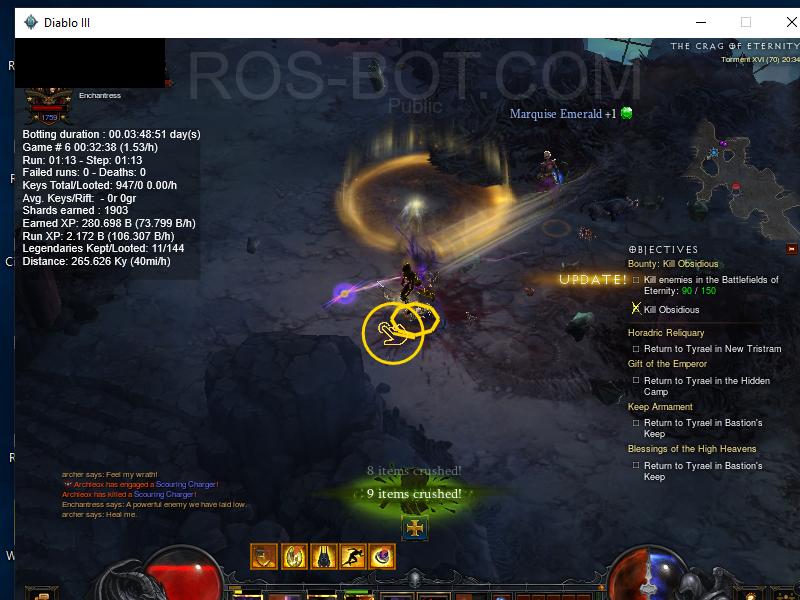 Diablo III
ROS-BOT.COM
Public
THE CRAG OF ETERNITY
Torment XVI (70) 20:34
Enchantress
1759
Marquise Emerald +1
Botting duration : 00.03:48:51 day(s)
Game # 6 00:32:38 (1.53/h)
Run: 01:13 - Step: 01:13
Failed runs: 0 - Deaths: 0
Keys Total/Looted: 947/0 0.00/h
Avg. Keys/Rift: - 0r 0gr
Shards earned : 1903
Earned XP: 280.698 B (73.799 B/h)
Run XP: 2.172 B (106.307 B/h)
Legendaries Kept/Looted: 11/144
Distance: 265.626 Ky (40mi/h)
OBJECTIVES
Bounty: Kill Obsidious
UPDATE!
Kill enemies in the Battlefields of
Eternity: 90 / 150
Kill Obsidious
Horadric Reliquary
Return to Tyrael in New Tristram
Gift of the Emperor
Return to Tyrael in the Hidden
Camp
Keep Armament
Return to Tyrael in Bastion's
Keep
Blessings of the High Heavens
Return to Tyrael in Bastion's
Keep
8 items crushed!
9 items crushed!
archer says: Feel my wrath!
Archleox has engaged a Scouring Charger!
Archleox has killed a Scouring Charger!
Enchantress says: A powerful enemy we have laid low.
archer says: Heal me.